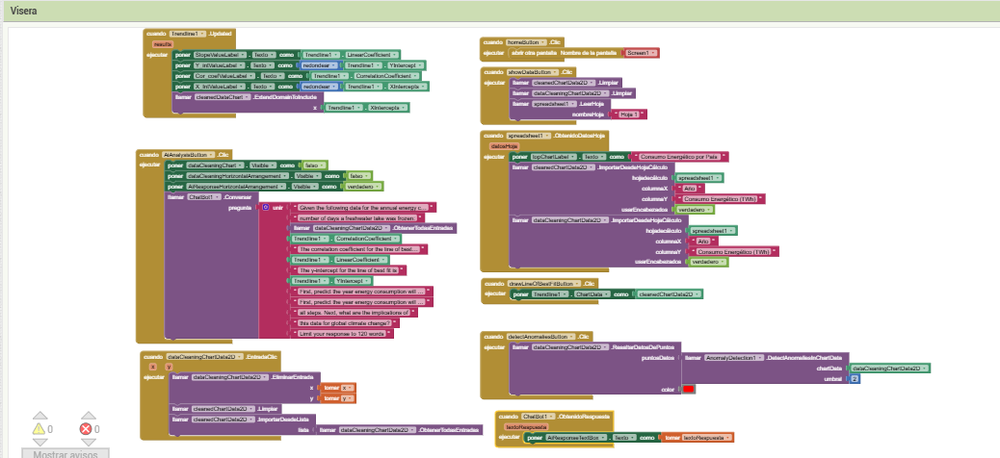 Visera
cuando Trendline1 .Updated
results
ejecutar poner SlopeValueLabel . Texto como Trendline1 . LinearCoefficient
poner Y_IntValueLabel . Texto como redondear Trendline1 . YIntercept
poner Cor_coefValueLabel . Texto como Trendline1 . CorrelationCoefficient
poner X_IntValueLabel . Texto como redondear Trendline1 . XIntercepts
llamar cleanedDataChart .ExtendDomainToInclude
x Trendline1 . XIntercepts
cuando AiAnalysisButton .Clic
ejecutar poner dataCleaningChart . Visible como falso
poner dataCleaningHorizontalArrangement . Visible como falso
poner AiResponseHorizontalArrangement . Visible como verdadero
llamar ChatBot1 .Conversar
pregunta unir " Given the following data for the annual energy c... "
" number of days a freshwater lake was frozen: "
llamar dataCleaningChartData2D .ObtenerTodasEntradas
Trendline1 . CorrelationCoefficient
" The correlation coefficient for the line of best... "
Trendline1 . LinearCoefficient
" The y-intercept for the line of best fit is "
Trendline1 . YIntercept
" First, predict the year energy consumption will ... "
" First, predict the year energy consumption will ... "
" all steps. Next, what are the implications of "
" this data for global climate change? "
" Limit your response to 120 words "
cuando dataCleaningChartData2D .EntradaClic
x y
ejecutar llamar dataCleaningChartData2D .EliminarEntrada
x tomar x
y tomar y
llamar cleanedChartData2D .Limpiar
llamar cleanedChartData2D .ImporterDesdeLista
lista llamar dataCleaningChartData2D .ObtenerTodasEntradas
0 0
Mostrar avisos
cuando homeButton .Clic
ejecutar abrir otra pantalla Nombre de la pantalla Screen1
cuando showDataButton .Clic
ejecutar llamar cleanedChartData2D .Limpiar
llamar dataCleaningChartData2D .Limpiar
llamar spreadsheet1 .LeerHoja
nombreHoja " Hoja 1 "
cuando spreadsheet1 .ObtenidoDatosHoja
datosHoja
ejecutar poner topChartLabel . Texto como " Consumo Energético por País "
llamar cleanedChartData2D .ImporterDesdeHojaCálculo
hojadecálculo spreadsheet1
columnaX " Año "
columnaY " Consumo Energético (TWh) "
usarEncabezados verdadero
llamar dataCleaningChartData2D .ImporterDesdeHojaCálculo
hojadecálculo spreadsheet1
columnaX " Año "
columnaY " Consumo Energético (TWh) "
usarEncabezados verdadero
cuando drawLineOfBestFitButton .Clic
ejecutar poner Trendline1 . ChartData como cleanedChartData2D
cuando detectAnomaliesButton .Clic
ejecutar llamar dataCleaningChartData2D .ResaltarDatosDePuntos
puntosDatos llamar AnomalyDetection1 .DetectAnomaliesInChartData
chartData dataCleaningChartData2D
umbral 2
color
cuando ChatBot1 .ObtenidoRespuesta
textoRespuesta
ejecutar poner AiResponseTextBox . Texto como tomar textoRespuesta